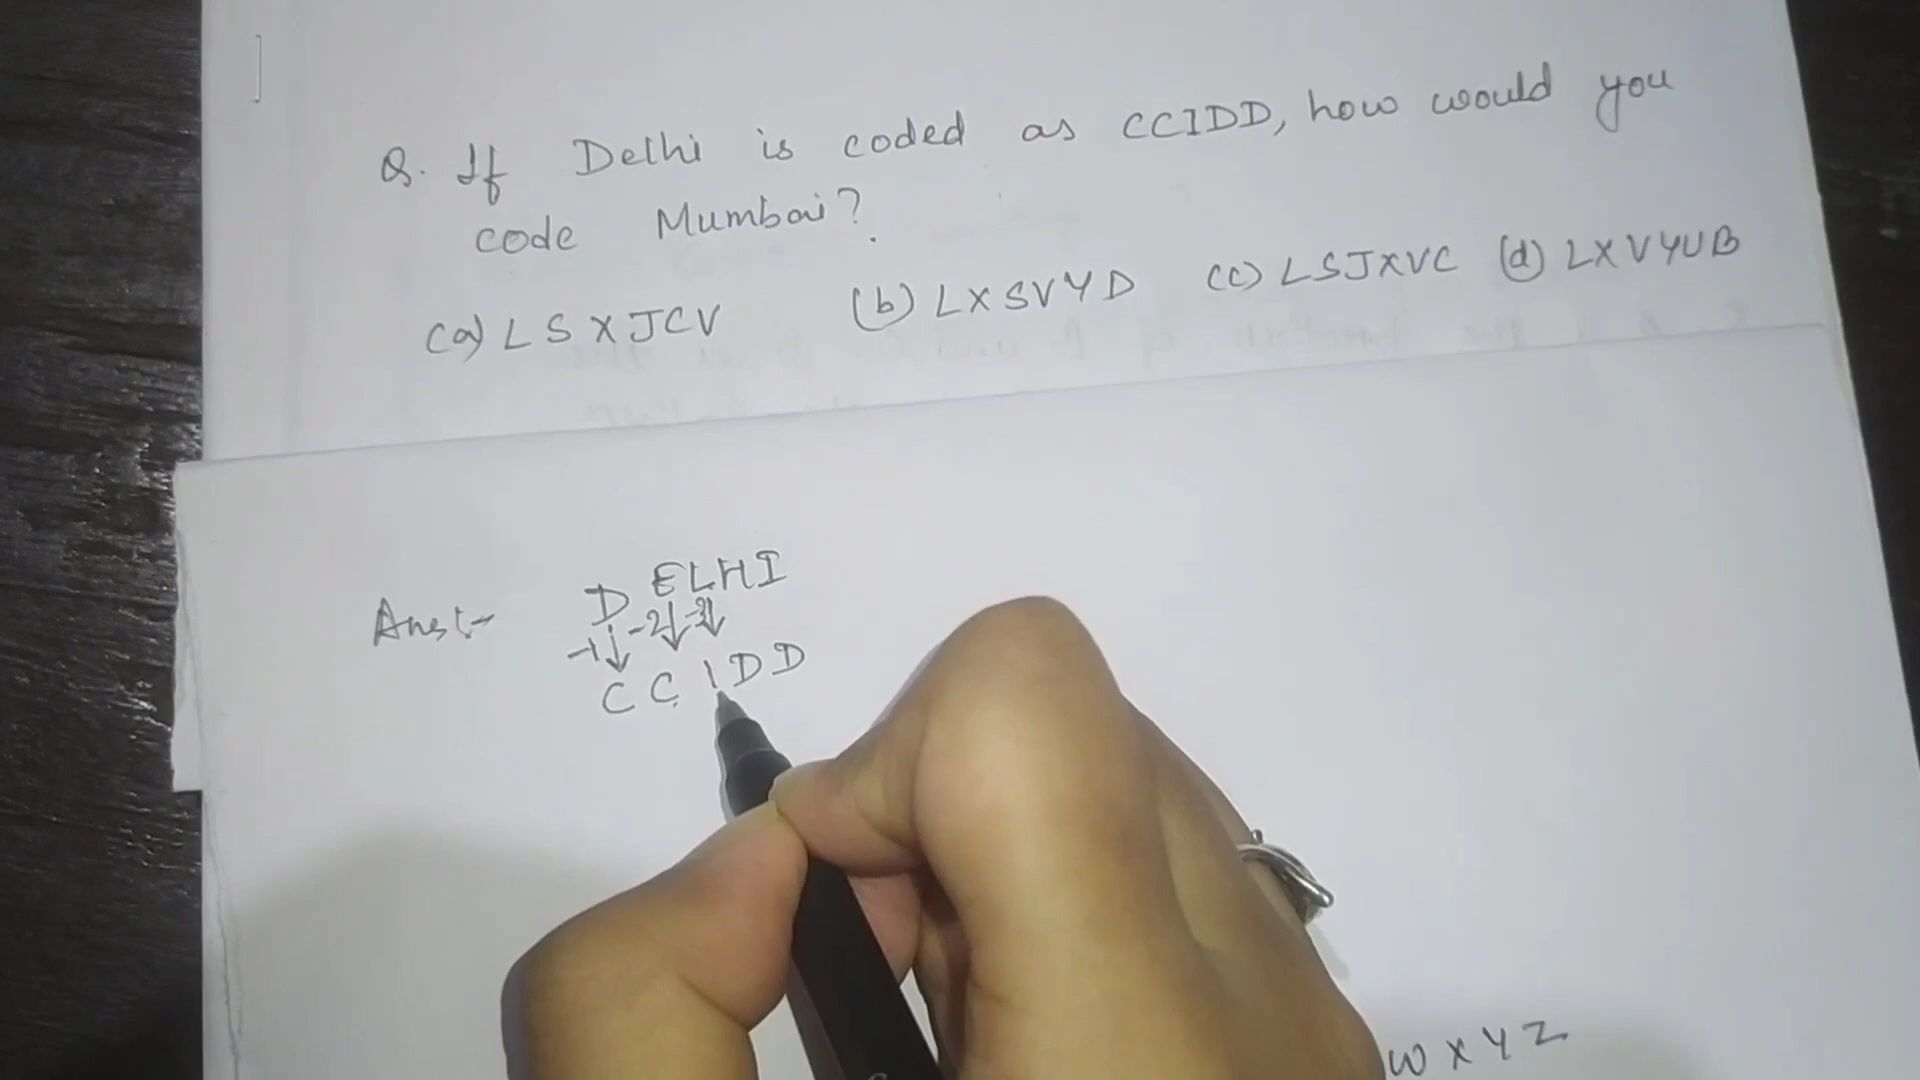 Q. If Delhi is coded as CCIDD, how would you
code Mumbai?
(a) LSXJCV (b) LXSVYD (c) LSJXVC (d) LXVYUB
Ans:- DELHI
-1 -2 -3
CCIDD
WXYZ